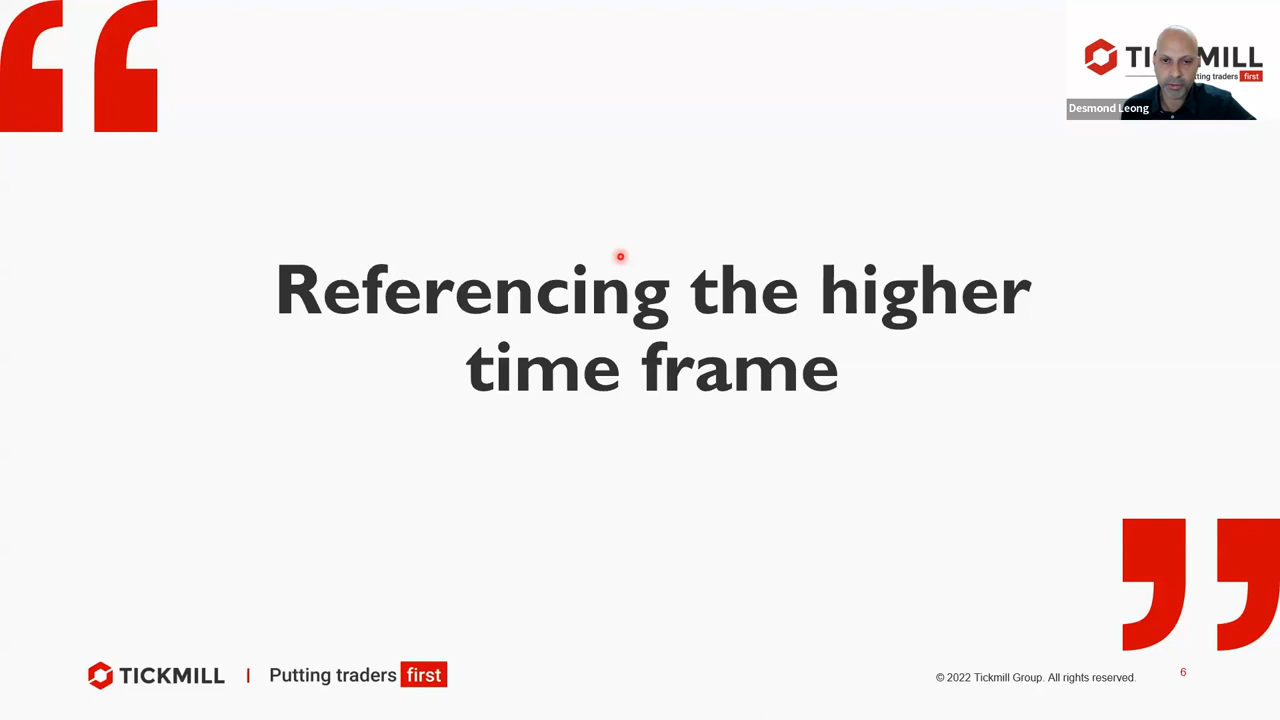 TICKMILL
Putting traders first
Desmond Leong
Referencing the higher
time frame
TICKMILL | Putting traders first
© 2022 Tickmill Group. All rights reserved.
6